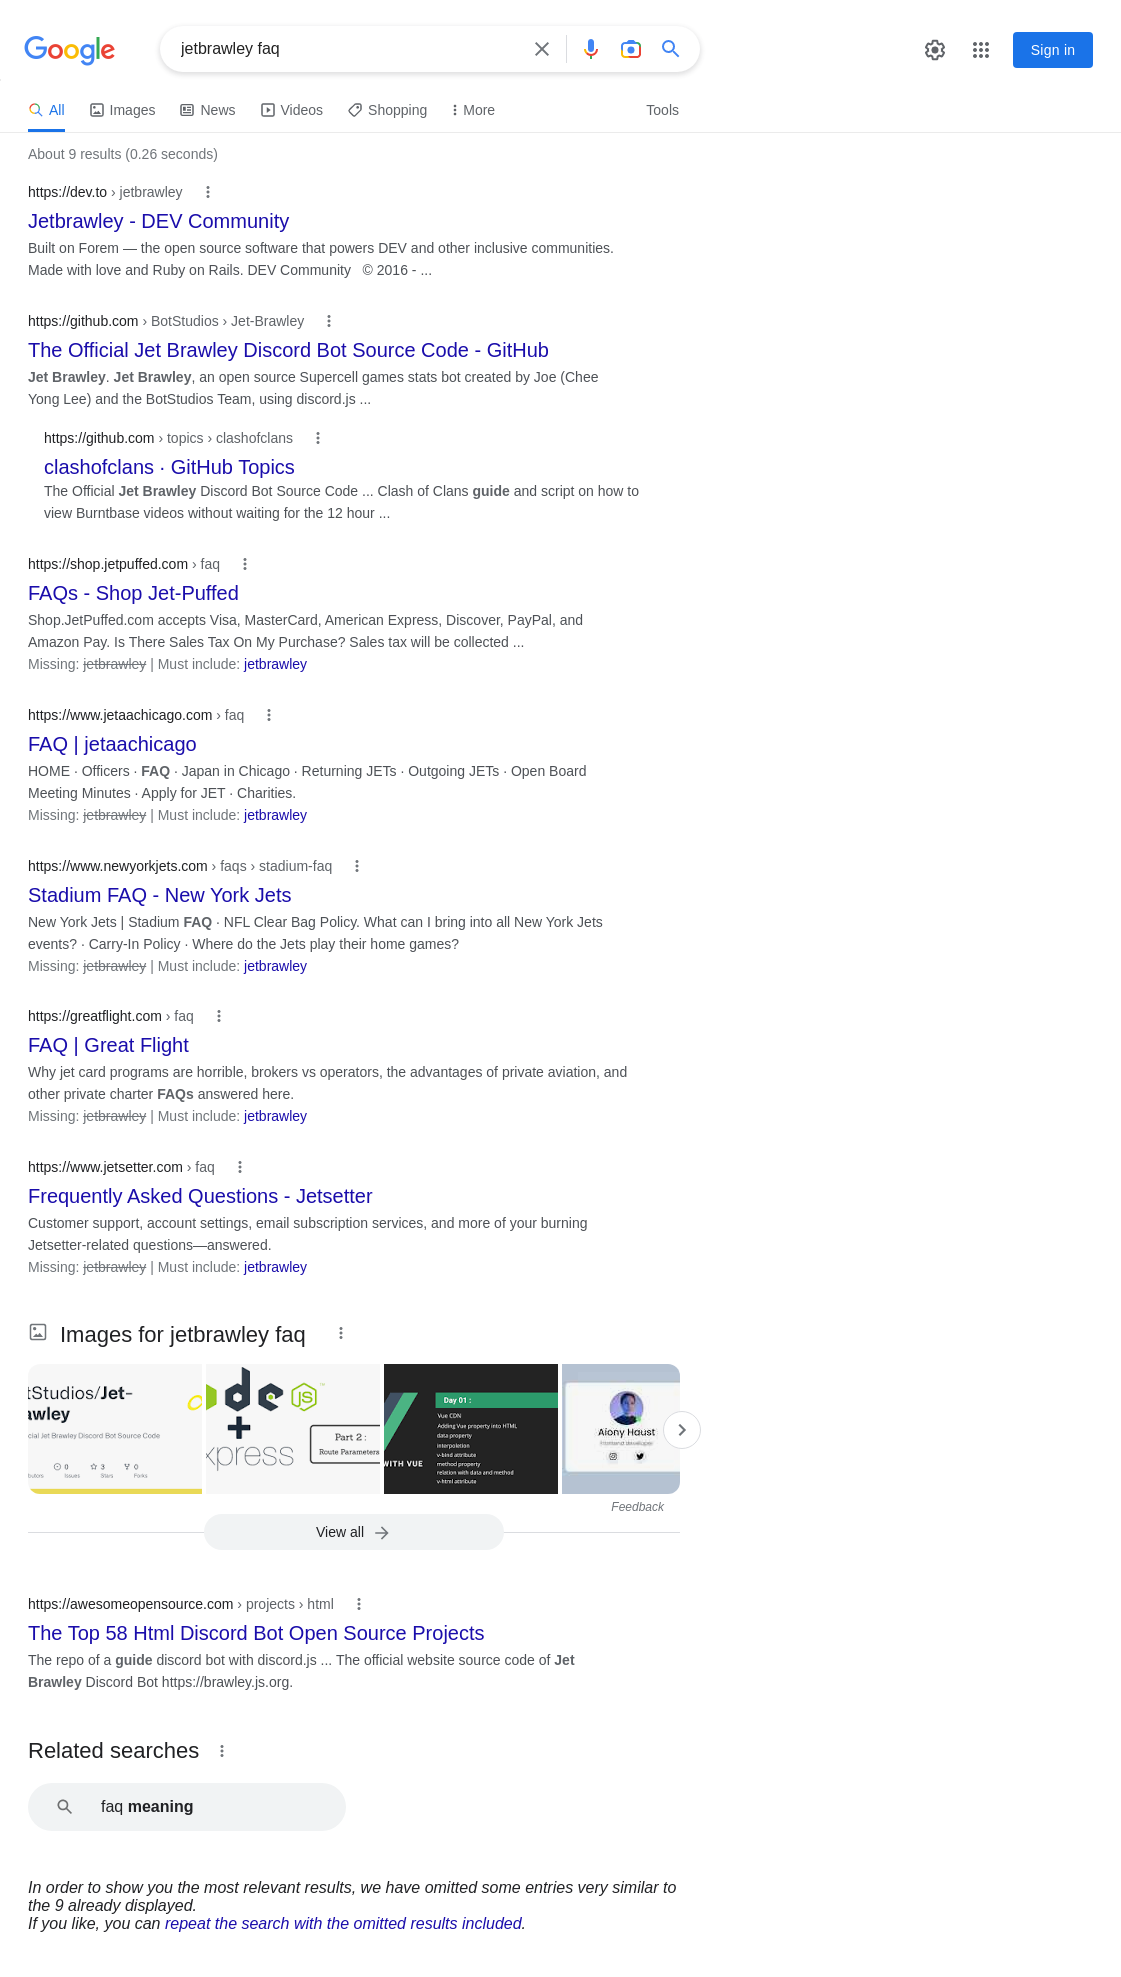 Google
jetbrawley faq
Sign in
All
Images
News
Videos
Shopping
More
Tools
About 9 results (0.26 seconds)
https://dev.to › jetbrawley
Jetbrawley - DEV Community
Built on Forem — the open source software that powers DEV and other inclusive communities.
Made with love and Ruby on Rails. DEV Community © 2016 - ...
https://github.com › BotStudios › Jet-Brawley
The Official Jet Brawley Discord Bot Source Code - GitHub
Jet Brawley. Jet Brawley, an open source Supercell games stats bot created by Joe (Chee
Yong Lee) and the BotStudios Team, using discord.js ...
https://github.com › topics › clashofclans
clashofclans · GitHub Topics
The Official Jet Brawley Discord Bot Source Code ... Clash of Clans guide and script on how to
view Burntbase videos without waiting for the 12 hour ...
https://shop.jetpuffed.com › faq
FAQs - Shop Jet-Puffed
Shop.JetPuffed.com accepts Visa, MasterCard, American Express, Discover, PayPal, and
Amazon Pay. Is There Sales Tax On My Purchase? Sales tax will be collected ...
Missing: jetbrawley | Must include: jetbrawley
https://www.jetaachicago.com › faq
FAQ | jetaachicago
HOME · Officers · FAQ · Japan in Chicago · Returning JETs · Outgoing JETs · Open Board
Meeting Minutes · Apply for JET · Charities.
Missing: jetbrawley | Must include: jetbrawley
https://www.newyorkjets.com › faqs › stadium-faq
Stadium FAQ - New York Jets
New York Jets | Stadium FAQ · NFL Clear Bag Policy. What can I bring into all New York Jets
events? · Carry-In Policy · Where do the Jets play their home games?
Missing: jetbrawley | Must include: jetbrawley
https://greatflight.com › faq
FAQ | Great Flight
Why jet card programs are horrible, brokers vs operators, the advantages of private aviation, and
other private charter FAQs answered here.
Missing: jetbrawley | Must include: jetbrawley
https://www.jetsetter.com › faq
Frequently Asked Questions - Jetsetter
Customer support, account settings, email subscription services, and more of your burning
Jetsetter-related questions—answered.
Missing: jetbrawley | Must include: jetbrawley
Images for jetbrawley faq
tStudios/Jet-
awley
cial Jet Brawley Discord Bot Source Code
0
3
0
butors
Issues
Stars
Forks
de
JS
+
xpress
Part 2 :
Route Parameters
WITH VUE
Day 01 :
Vue CDN
Adding Vue property into HTML
data property
interpoletion
v-bind attribute
method property
relation with data and method
v-html attribute
Aiony Haust
Frontend developer
Feedback
View all
https://awesomeopensource.com › projects › html
The Top 58 Html Discord Bot Open Source Projects
The repo of a guide discord bot with discord.js ... The official website source code of Jet
Brawley Discord Bot https://brawley.js.org.
Related searches
faq meaning
In order to show you the most relevant results, we have omitted some entries very similar to
the 9 already displayed.
If you like, you can repeat the search with the omitted results included.